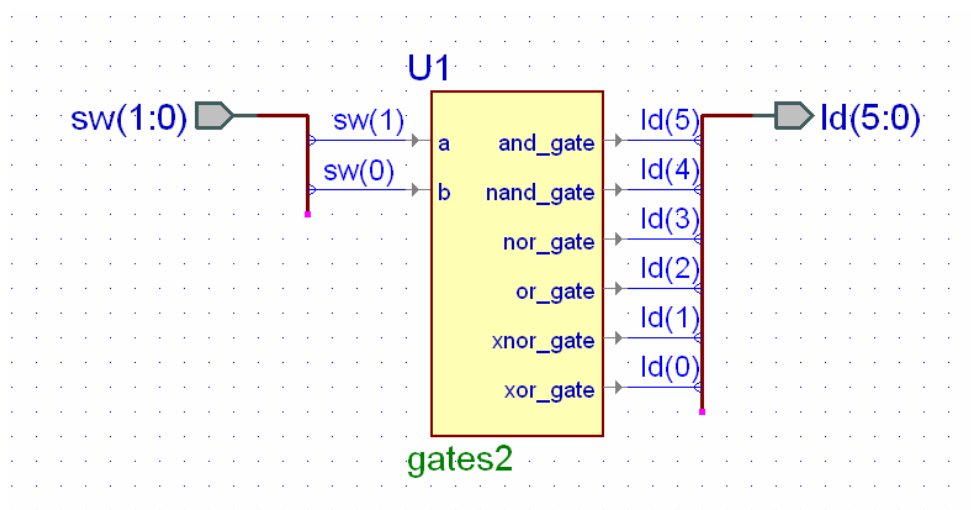 U1
sw(1:0)
sw(1)
sw(0)
a
b
and_gate
nand_gate
nor_gate
or_gate
xnor_gate
xor_gate
ld(5)
ld(4)
ld(3)
ld(2)
ld(1)
ld(0)
ld(5:0)
gates2